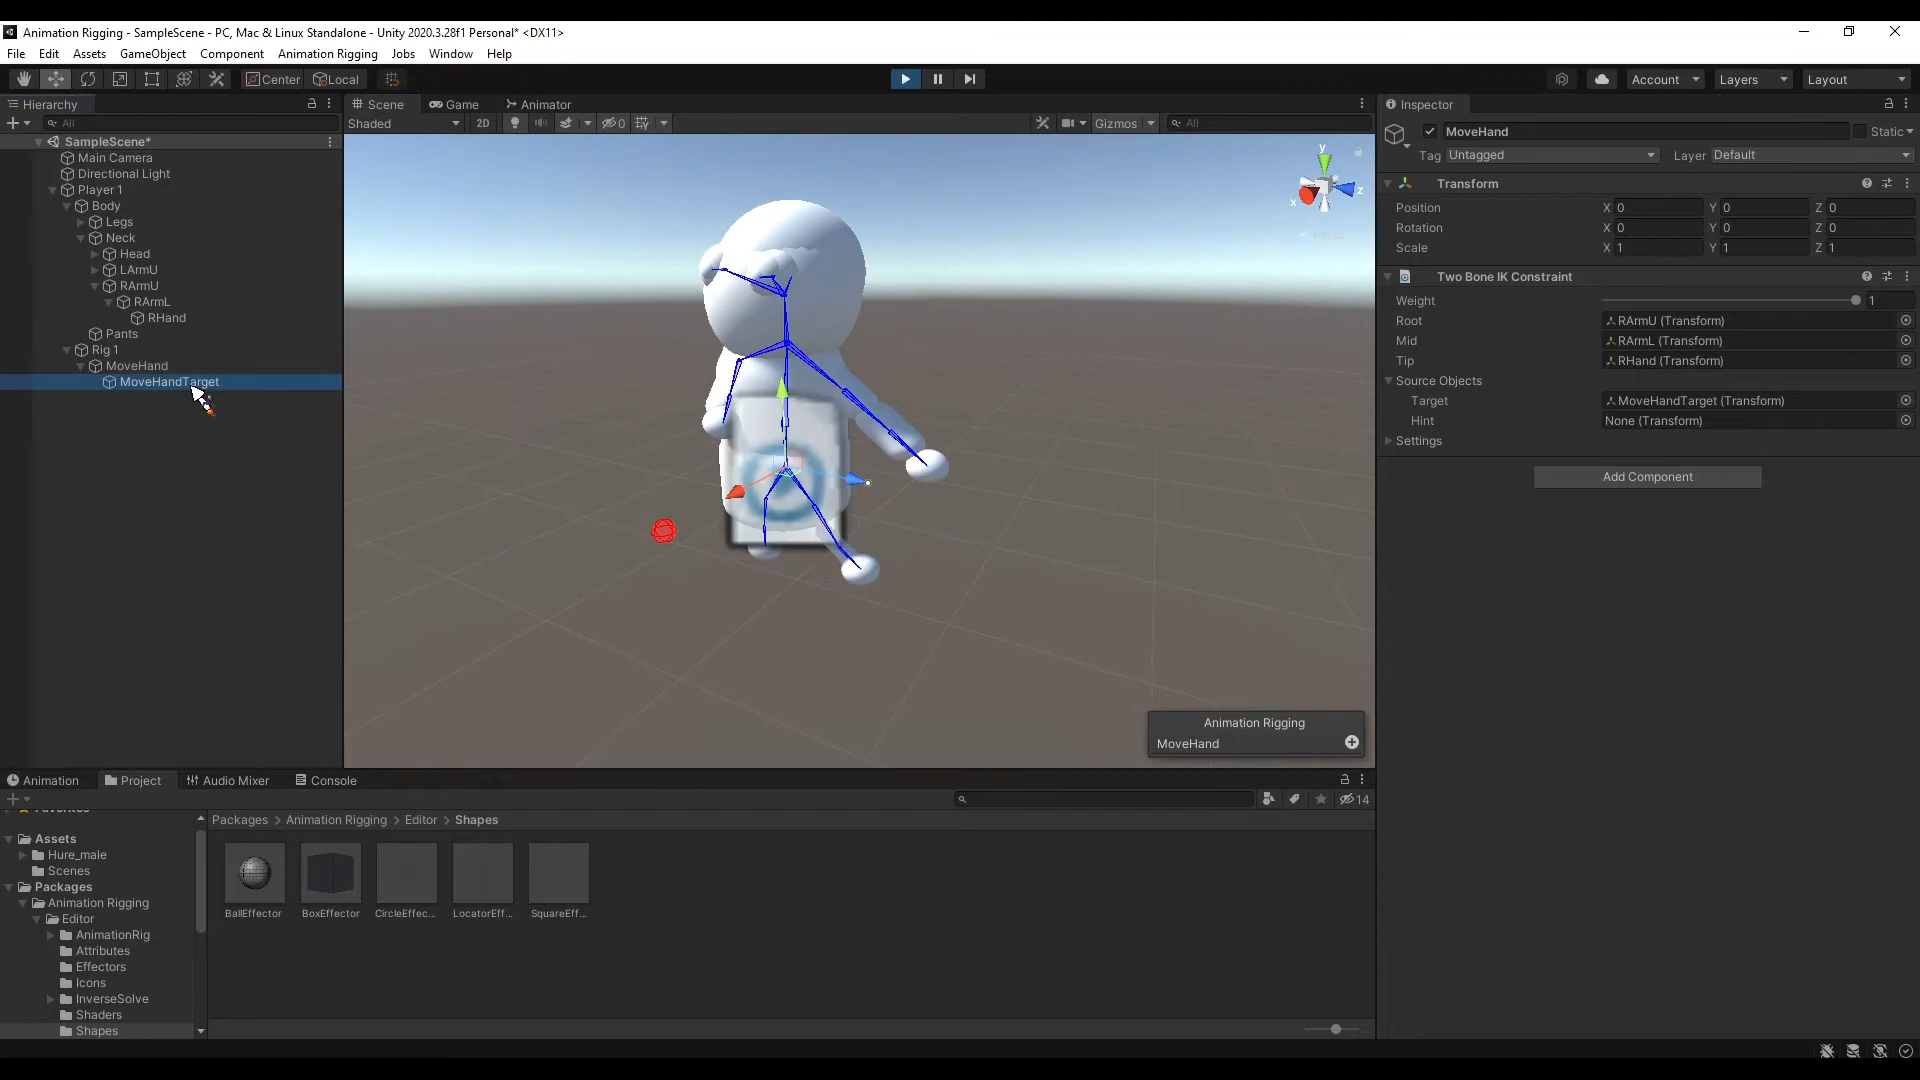 Animation Rigging - SampleScene - PC, Mac & Linux Standalone - Unity 2020.3.28f1 Personal* <DX11>
File Edit Assets GameObject Component Animation Rigging Jobs Window Help
Center Local
Account Layers Layout
Hierarchy
All
SampleScene*
Main Camera
Directional Light
Player 1
Body
Legs
Neck
Head
LArmU
RArmU
RArmL
RHand
Pants
Rig 1
MoveHand
MoveHandTarget
Scene Game Animator
Shaded 2D 0 Gizmos All
y
x
z
Animation Rigging
MoveHand
Inspector
MoveHand Static
Tag Untagged Layer Default
Transform
Position X 0 Y 0 Z 0
Rotation X 0 Y 0 Z 0
Scale X 1 Y 1 Z 1
Two Bone IK Constraint
Weight 1
Root RArmU (Transform)
Mid RArmL (Transform)
Tip RHand (Transform)
Source Objects
Target MoveHandTarget (Transform)
Hint None (Transform)
Settings
Add Component
Animation Project Audio Mixer Console
14
Favorites
Assets
Hure_male
Scenes
Packages
Animation Rigging
Editor
AnimationRig
Attributes
Effectors
Icons
InverseSolve
Shaders
Shapes
Packages > Animation Rigging > Editor > Shapes
BallEffector BoxEffector CircleEffec... LocatorEff... SquareEff...